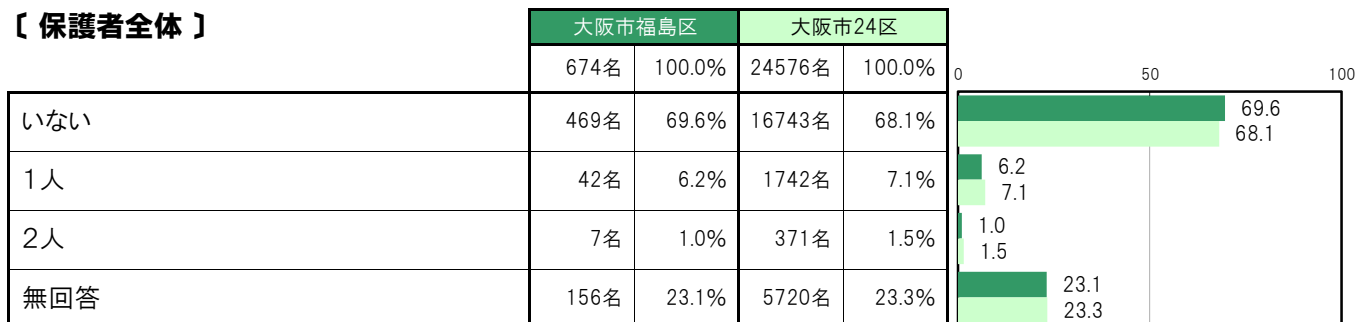 〔 保護者全体 〕
大阪市福島区 大阪市24区
674名 100.0% 24576名 100.0%
0 50 100
いない 469名 69.6% 16743名 68.1%
69.6
68.1
1人 42名 6.2% 1742名 7.1%
6.2
7.1
2人 7名 1.0% 371名 1.5%
1.0
1.5
無回答 156名 23.1% 5720名 23.3%
23.1
23.3